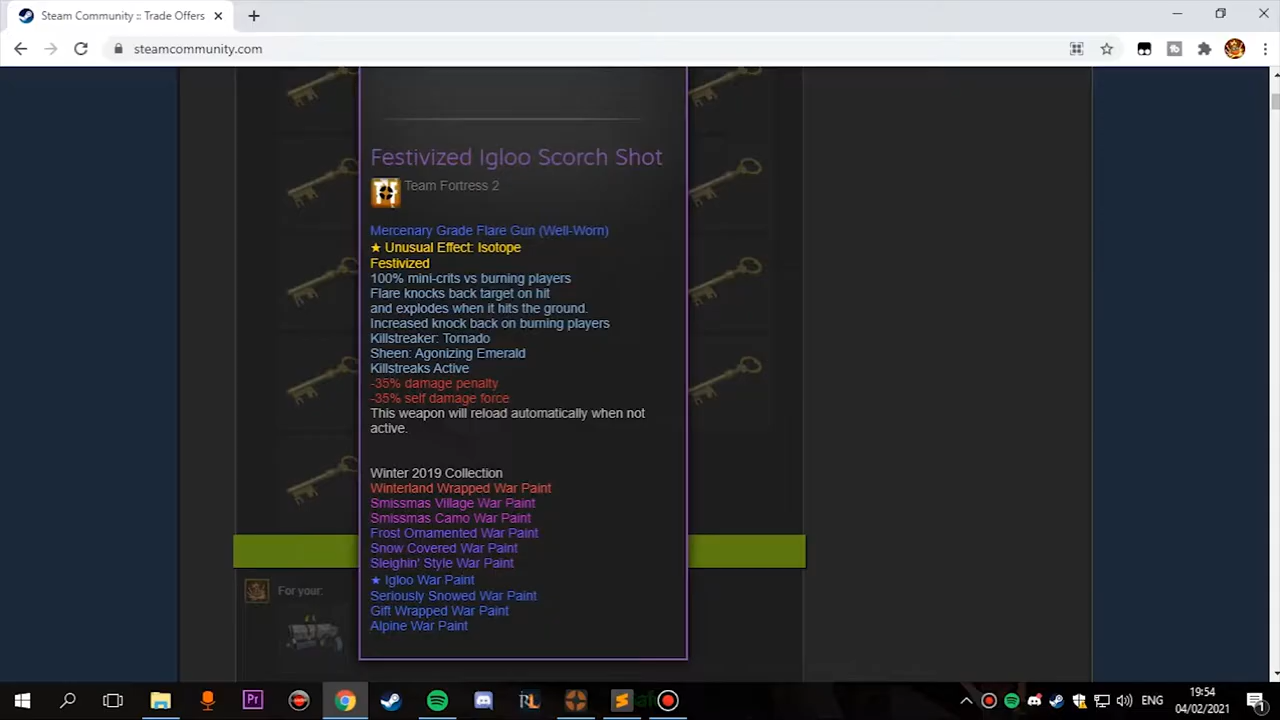 Steam Community :: Trade Offers
steamcommunity.com
Festivized Igloo Scorch Shot
Team Fortress 2
Mercenary Grade Flare Gun (Well-Worn)
★ Unusual Effect: Isotope
Festivized
100% mini-crits vs burning players
Flare knocks back target on hit
and explodes when it hits the ground.
Increased knock back on burning players
Killstreaker: Tornado
Sheen: Agonizing Emerald
Killstreaks Active
-35% damage penalty
-35% self damage force
This weapon will reload automatically when not
active.
Winter 2019 Collection
Winterland Wrapped War Paint
Smissmas Village War Paint
Smissmas Camo War Paint
Frost Ornamented War Paint
Snow Covered War Paint
Sleighin' Style War Paint
★ Igloo War Paint
Seriously Snowed War Paint
Gift Wrapped War Paint
Alpine War Paint
For your:
Pr
ENG
19:54
04/02/2021
1